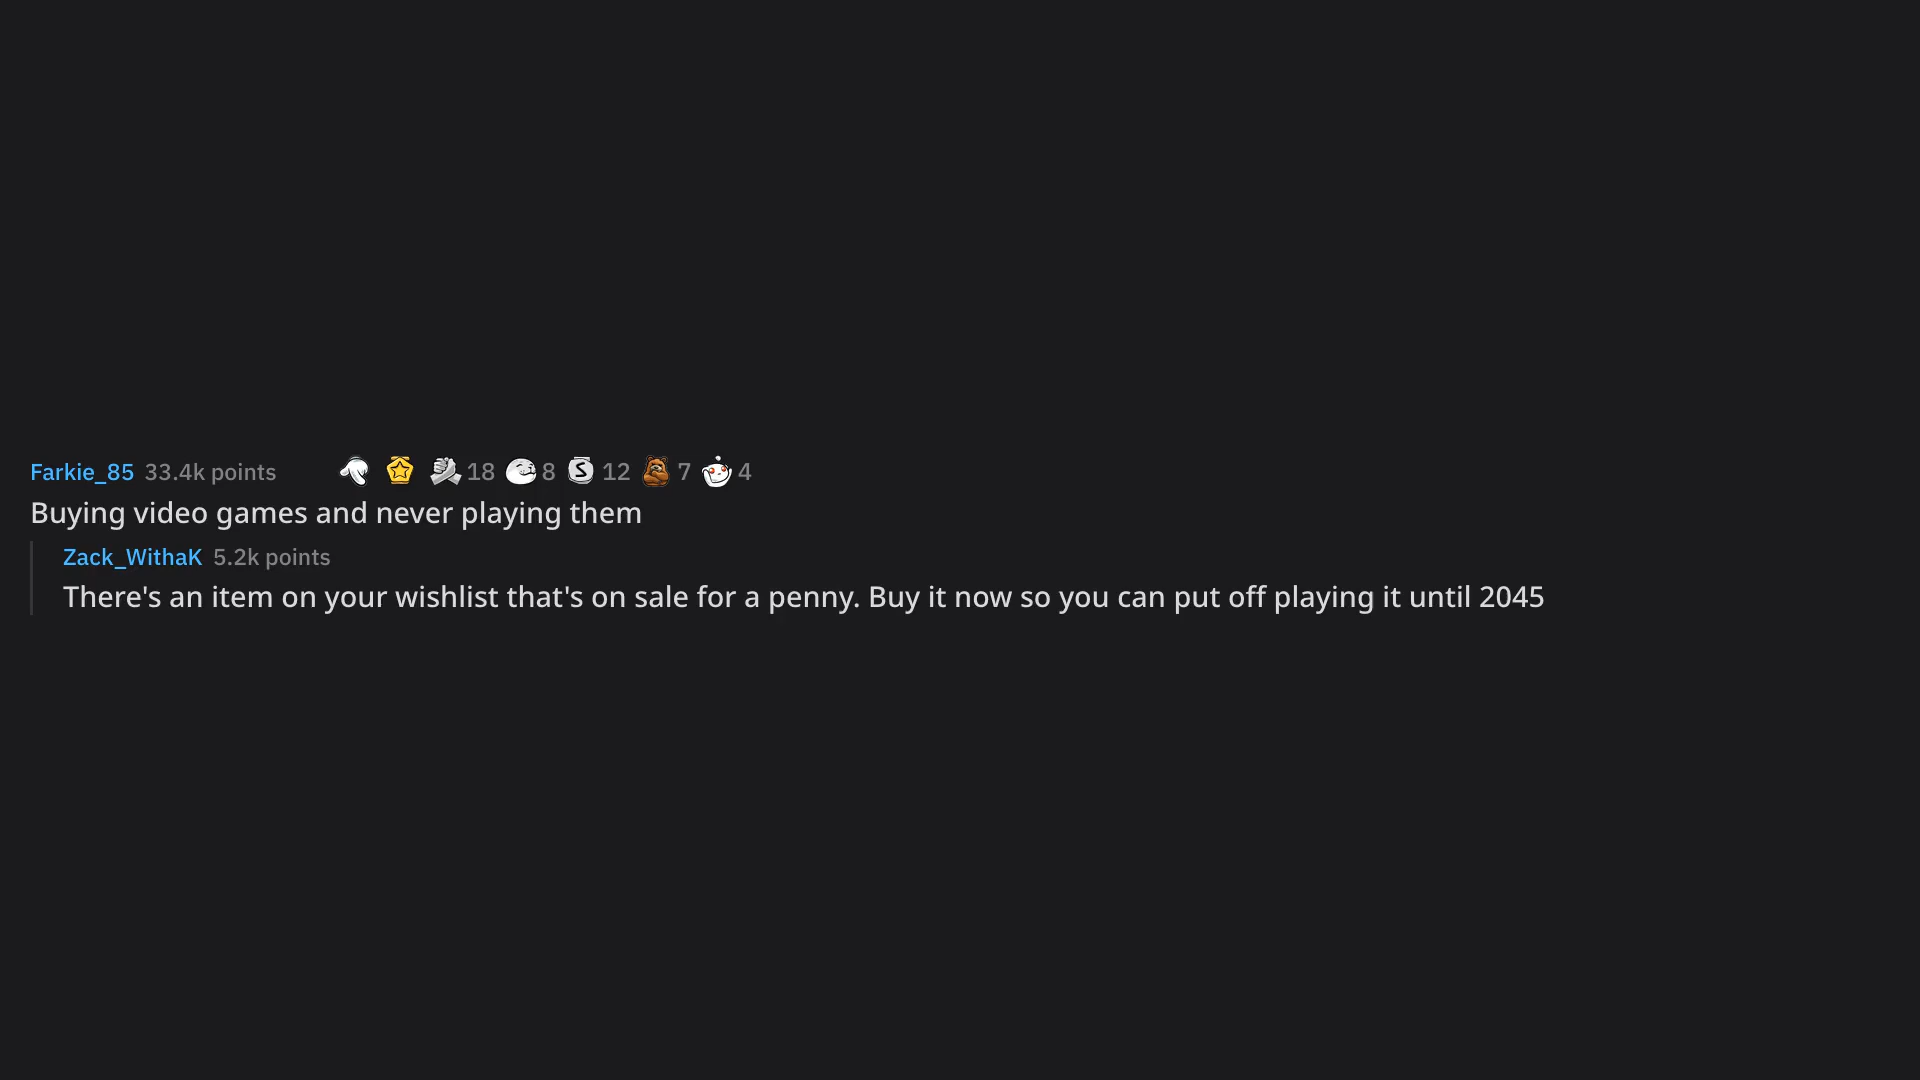 Farkie_85 33.4k points 18 8 S 12 7 4
Buying video games and never playing them
Zack_WithaK 5.2k points
There's an item on your wishlist that's on sale for a penny. Buy it now so you can put off playing it until 2045